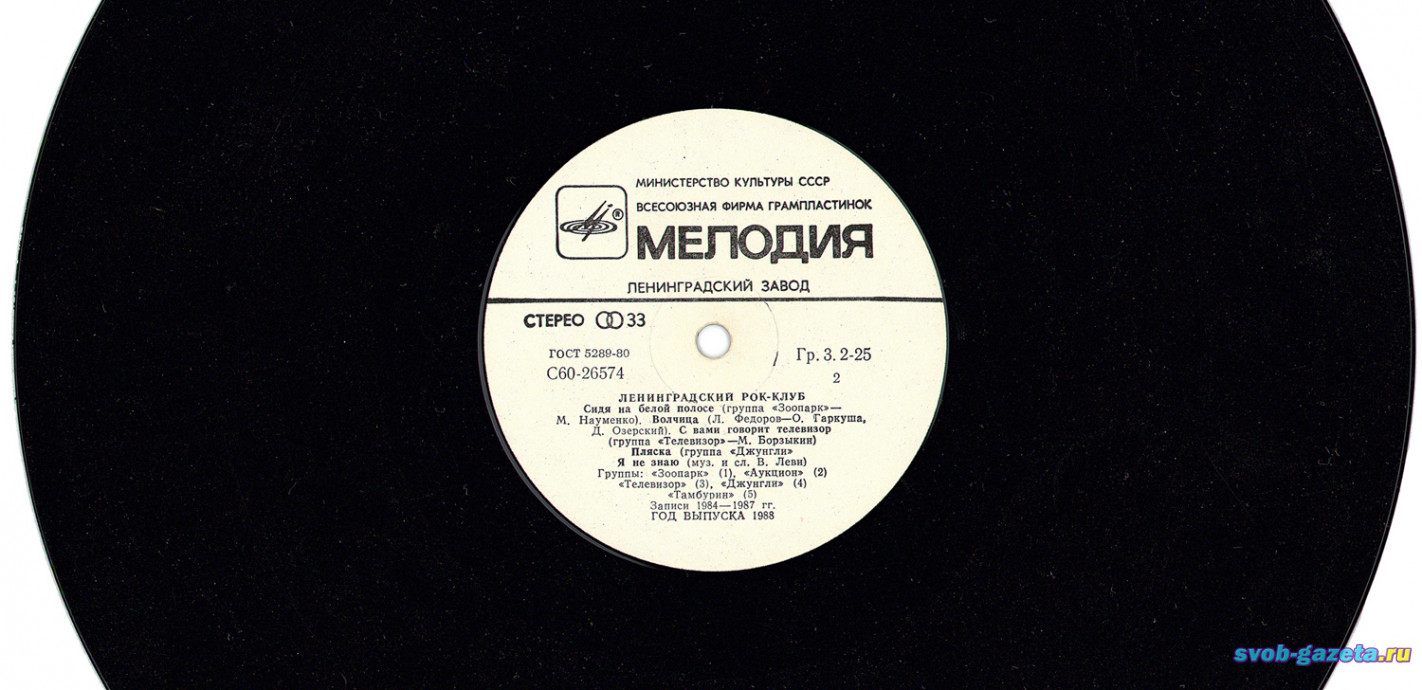 МИНИСТЕРСТВО КУЛЬТУРЫ СССР
ВСЕСОЮЗНАЯ ФИРМА ГРАМПЛАСТИНОК
®
МЕЛОДИЯ
ЛЕНИНГРАДСКИЙ ЗАВОД
СТЕРЕО 33
ГОСТ 5289-80
Гр. 3. 2-25
С60-26574
2
ЛЕНИНГРАДСКИЙ РОК-КЛУБ
Сидя на белой полосе (группа «Зоопарк»—
М. Науменко). Волчица (Л. Федоров—О. Гаркуша,
Д. Озерский). С вами говорит телевизор
(группа «Телевизор»—М. Борзыкин)
Пляска (группа «Джунгли»
Я не знаю (муз. и сл. В. Леви)
Группы: «Зоопарк» (1), «Аукцион» (2)
«Телевизор» (3), «Джунгли» (4)
«Тамбурин» (5)
Записи 1984—1987 гг.
ГОД ВЫПУСКА 1988
svob-gazeta.ru